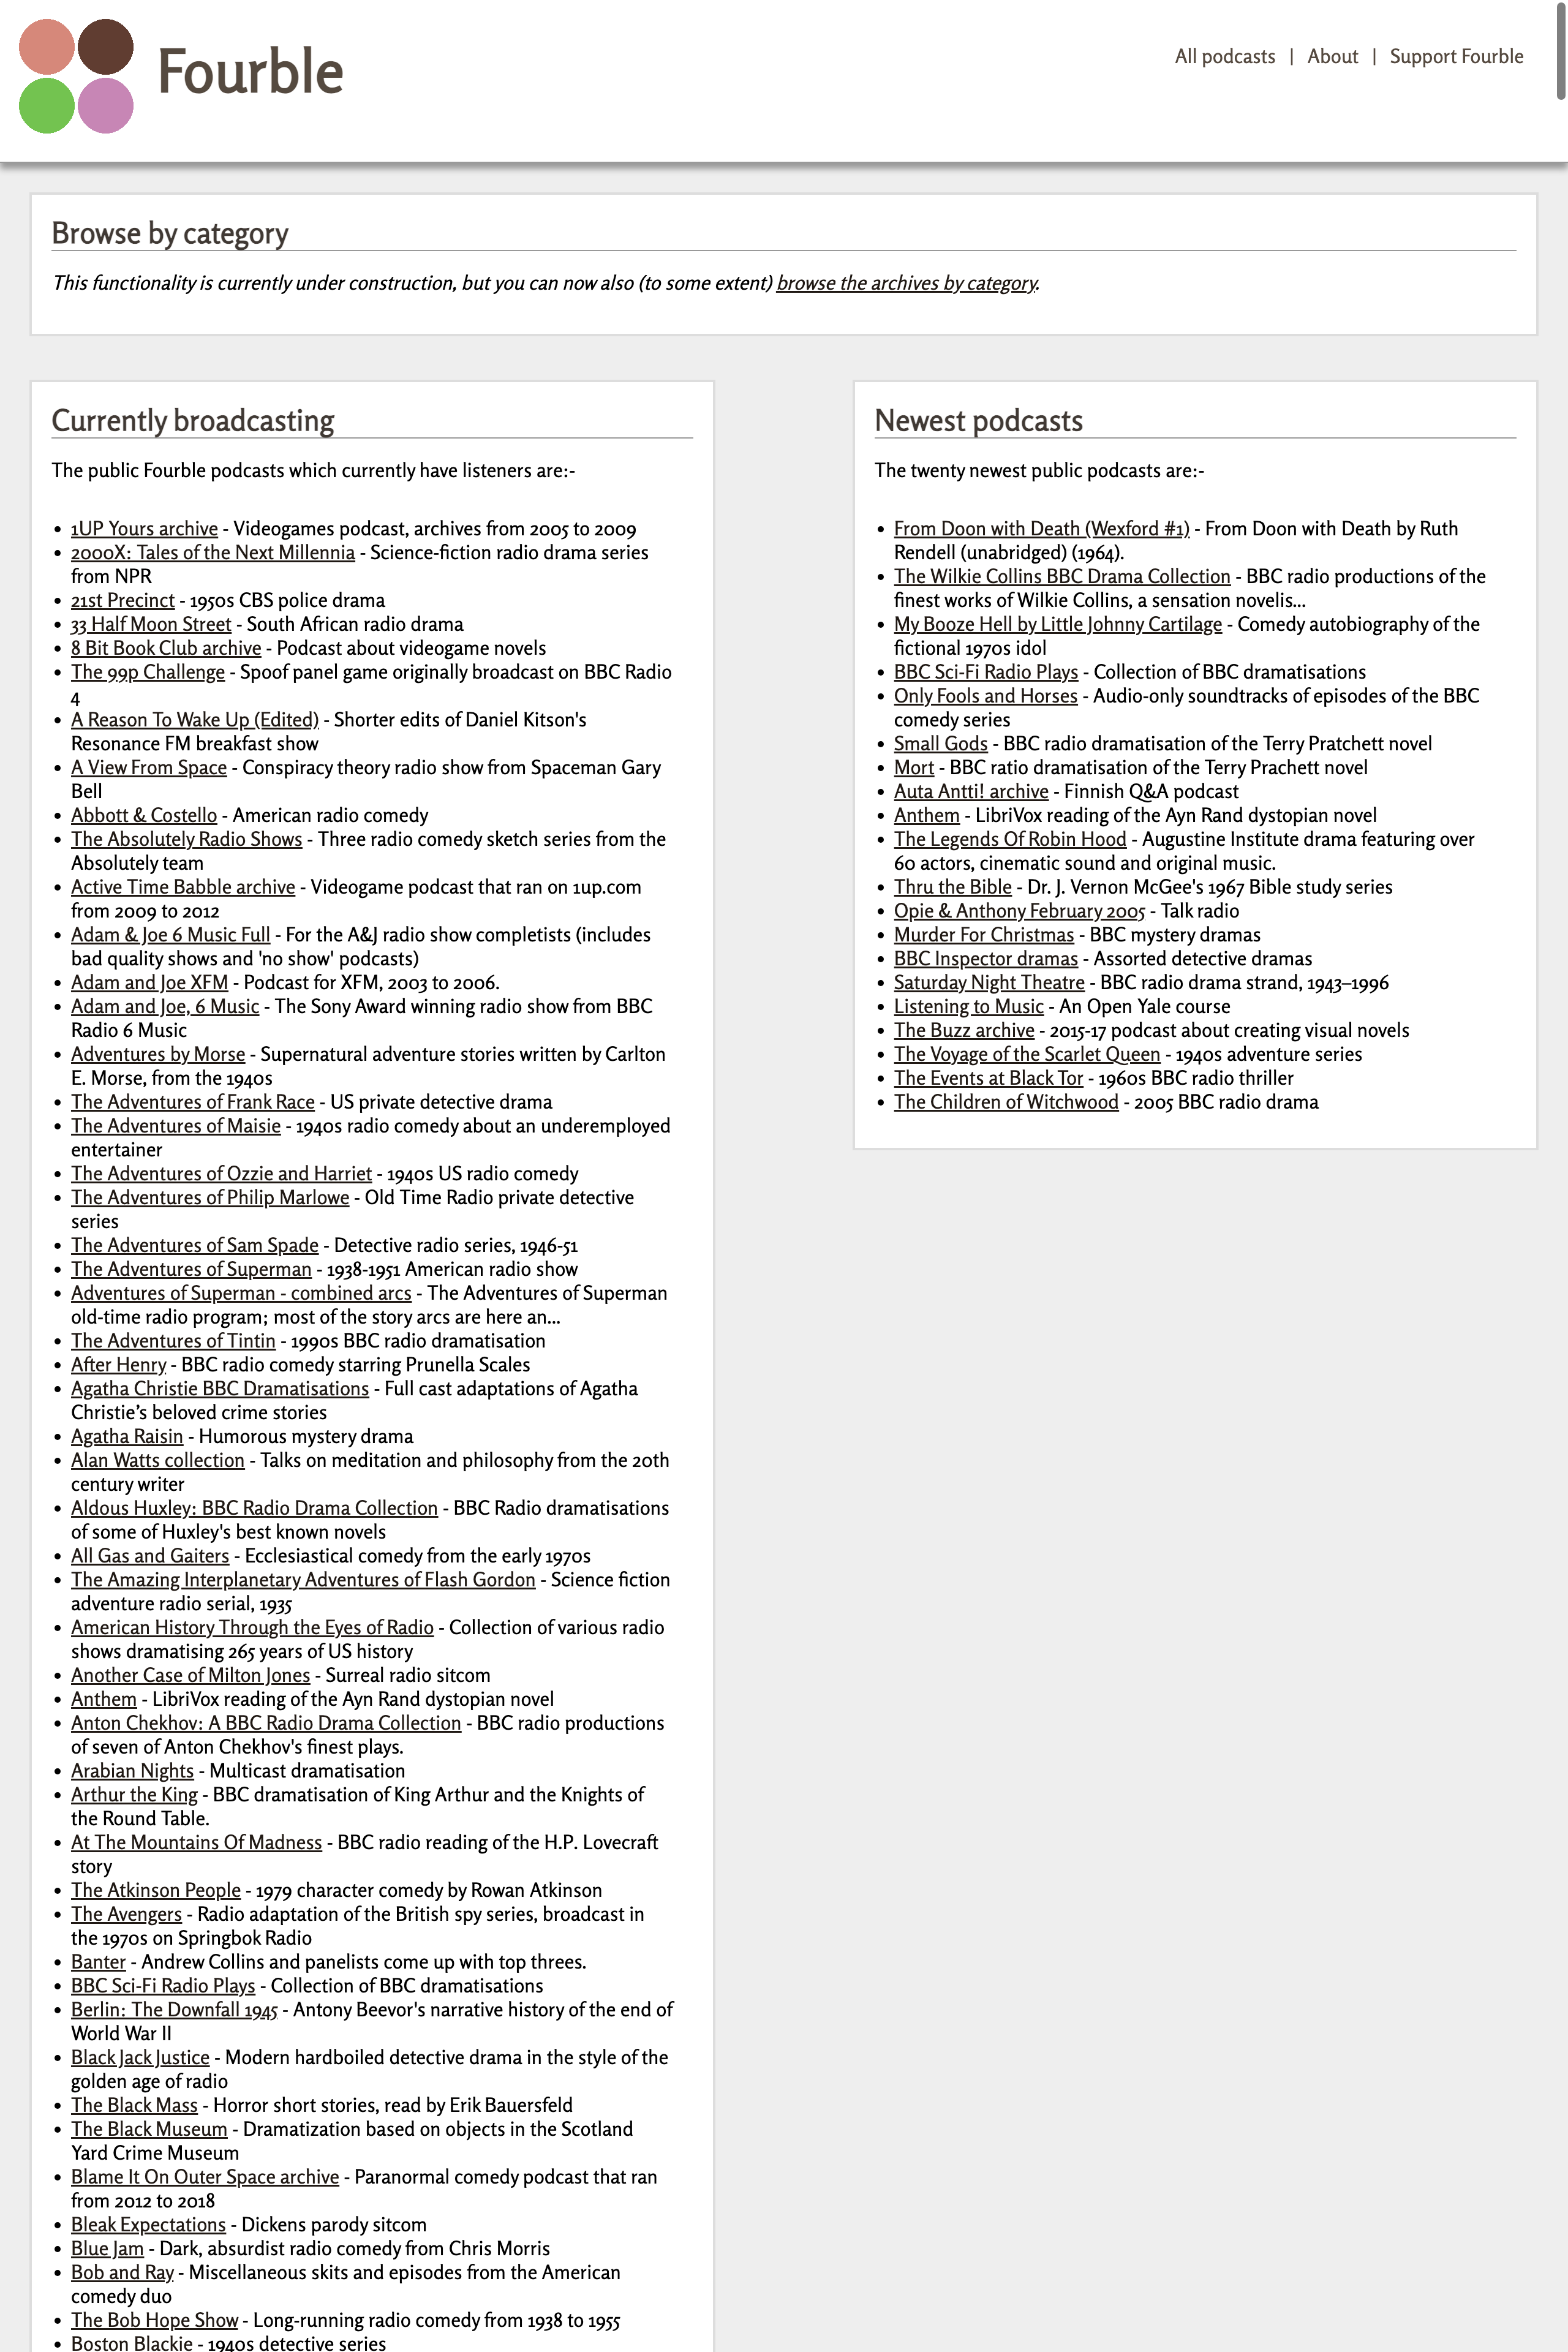 Fourble
All podcasts | About | Support Fourble
Browse by category
This functionality is currently under construction, but you can now also (to some extent) browse the archives by category.
Currently broadcasting
The public Fourble podcasts which currently have listeners are:-
• 1UP Yours archive - Videogames podcast, archives from 2005 to 2009
• 2000X: Tales of the Next Millennia - Science-fiction radio drama series
from NPR
• 21st Precinct - 1950s CBS police drama
• 33 Half Moon Street - South African radio drama
• 8 Bit Book Club archive - Podcast about videogame novels
• The 99p Challenge - Spoof panel game originally broadcast on BBC Radio
4
• A Reason To Wake Up (Edited) - Shorter edits of Daniel Kitson's
Resonance FM breakfast show
• A View From Space - Conspiracy theory radio show from Spaceman Gary
Bell
• Abbott & Costello - American radio comedy
• The Absolutely Radio Shows - Three radio comedy sketch series from the
Absolutely team
• Active Time Babble archive - Videogame podcast that ran on 1up.com
from 2009 to 2012
• Adam & Joe 6 Music Full - For the A&J radio show completists (includes
bad quality shows and 'no show' podcasts)
• Adam and Joe XFM - Podcast for XFM, 2003 to 2006.
• Adam and Joe, 6 Music - The Sony Award winning radio show from BBC
Radio 6 Music
• Adventures by Morse - Supernatural adventure stories written by Carlton
E. Morse, from the 1940s
• The Adventures of Frank Race - US private detective drama
• The Adventures of Maisie - 1940s radio comedy about an underemployed
entertainer
• The Adventures of Ozzie and Harriet - 1940s US radio comedy
• The Adventures of Philip Marlowe - Old Time Radio private detective
series
• The Adventures of Sam Spade - Detective radio series, 1946-51
• The Adventures of Superman - 1938-1951 American radio show
• Adventures of Superman - combined arcs - The Adventures of Superman
old-time radio program; most of the story arcs are here an...
• The Adventures of Tintin - 1990s BBC radio dramatisation
• After Henry - BBC radio comedy starring Prunella Scales
• Agatha Christie BBC Dramatisations - Full cast adaptations of Agatha
Christie’s beloved crime stories
• Agatha Raisin - Humorous mystery drama
• Alan Watts collection - Talks on meditation and philosophy from the 20th
century writer
• Aldous Huxley: BBC Radio Drama Collection - BBC Radio dramatisations
of some of Huxley's best known novels
• All Gas and Gaiters - Ecclesiastical comedy from the early 1970s
• The Amazing Interplanetary Adventures of Flash Gordon - Science fiction
adventure radio serial, 1935
• American History Through the Eyes of Radio - Collection of various radio
shows dramatising 265 years of US history
• Another Case of Milton Jones - Surreal radio sitcom
• Anthem - LibriVox reading of the Ayn Rand dystopian novel
• Anton Chekhov: A BBC Radio Drama Collection - BBC radio productions
of seven of Anton Chekhov's finest plays.
• Arabian Nights - Multicast dramatisation
• Arthur the King - BBC dramatisation of King Arthur and the Knights of
the Round Table.
• At The Mountains Of Madness - BBC radio reading of the H.P. Lovecraft
story
• The Atkinson People - 1979 character comedy by Rowan Atkinson
• The Avengers - Radio adaptation of the British spy series, broadcast in
the 1970s on Springbok Radio
• Banter - Andrew Collins and panelists come up with top threes.
• BBC Sci-Fi Radio Plays - Collection of BBC dramatisations
• Berlin: The Downfall 1945 - Antony Beevor's narrative history of the end of
World War II
• Black Jack Justice - Modern hardboiled detective drama in the style of the
golden age of radio
• The Black Mass - Horror short stories, read by Erik Bauersfeld
• The Black Museum - Dramatization based on objects in the Scotland
Yard Crime Museum
• Blame It On Outer Space archive - Paranormal comedy podcast that ran
from 2012 to 2018
• Bleak Expectations - Dickens parody sitcom
• Blue Jam - Dark, absurdist radio comedy from Chris Morris
• Bob and Ray - Miscellaneous skits and episodes from the American
comedy duo
• The Bob Hope Show - Long-running radio comedy from 1938 to 1955
• Boston Blackie - 1940s detective series
Newest podcasts
The twenty newest public podcasts are:-
• From Doon with Death (Wexford #1) - From Doon with Death by Ruth
Rendell (unabridged) (1964).
• The Wilkie Collins BBC Drama Collection - BBC radio productions of the
finest works of Wilkie Collins, a sensation novelis...
• My Booze Hell by Little Johnny Cartilage - Comedy autobiography of the
fictional 1970s idol
• BBC Sci-Fi Radio Plays - Collection of BBC dramatisations
• Only Fools and Horses - Audio-only soundtracks of episodes of the BBC
comedy series
• Small Gods - BBC radio dramatisation of the Terry Pratchett novel
• Mort - BBC ratio dramatisation of the Terry Prachett novel
• Auta Antti! archive - Finnish Q&A podcast
• Anthem - LibriVox reading of the Ayn Rand dystopian novel
• The Legends Of Robin Hood - Augustine Institute drama featuring over
60 actors, cinematic sound and original music.
• Thru the Bible - Dr. J. Vernon McGee's 1967 Bible study series
• Opie & Anthony February 2005 - Talk radio
• Murder For Christmas - BBC mystery dramas
• BBC Inspector dramas - Assorted detective dramas
• Saturday Night Theatre - BBC radio drama strand, 1943–1996
• Listening to Music - An Open Yale course
• The Buzz archive - 2015-17 podcast about creating visual novels
• The Voyage of the Scarlet Queen - 1940s adventure series
• The Events at Black Tor - 1960s BBC radio thriller
• The Children of Witchwood - 2005 BBC radio drama